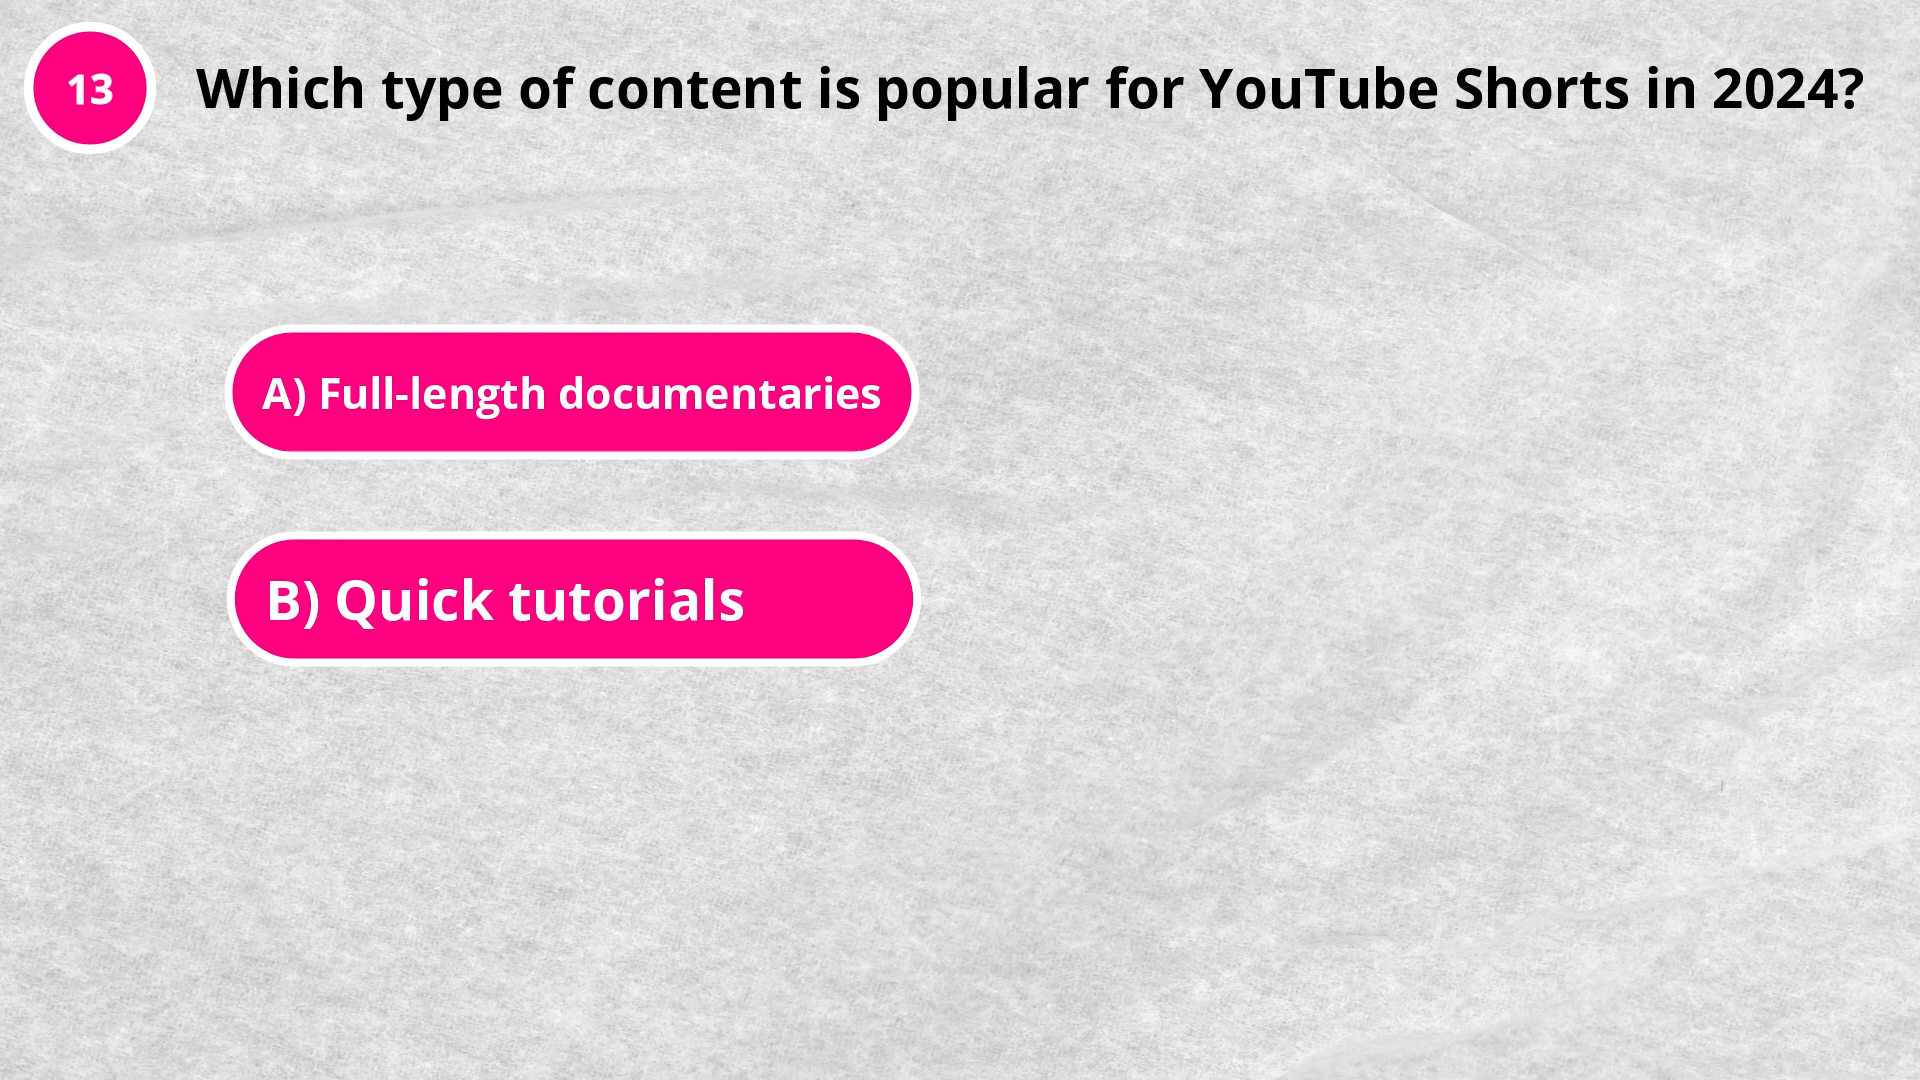 13
Which type of content is popular for YouTube Shorts in 2024?
A) Full-length documentaries
B) Quick tutorials